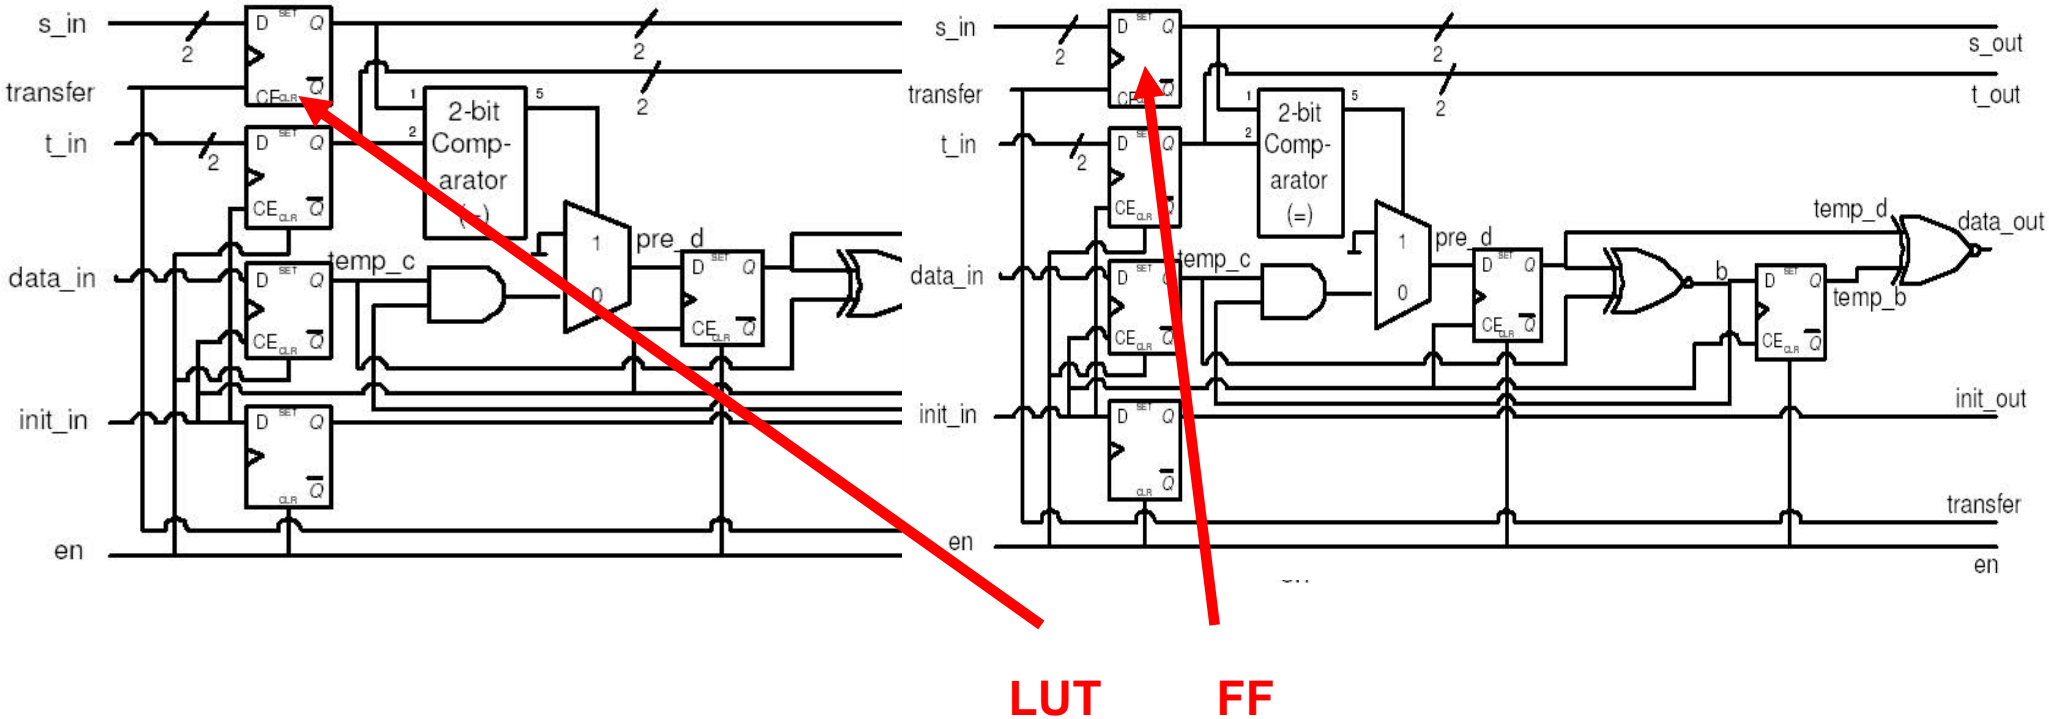 s_in
2
D SET Q
2
transfer
CE CLR Q
2
t_in
2
D SET Q
CE CLR Q
1
2
5
2-bit
Comp-
arator
(=)
1
0
pre_d
data_in
D SET Q
CE CLR Q
temp_c
D SET Q
CE CLR Q
init_in
D SET Q
CLR Q
en
s_in
2
D SET Q
2
s_out
transfer
CE CLR Q
2
t_out
t_in
2
D SET Q
CE CLR Q
1
2
5
2-bit
Comp-
arator
(=)
1
0
pre_d
temp_d
data_out
data_in
D SET Q
CE CLR Q
temp_c
D SET Q
CE CLR Q
b
D SET Q
CE CLR Q
temp_b
init_in
D SET Q
CLR Q
init_out
transfer
en
en
LUT FF